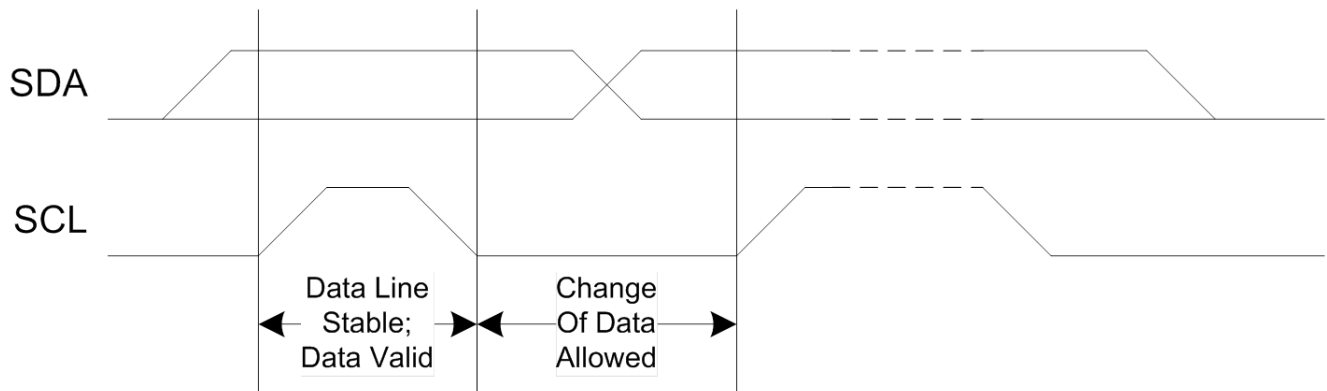 SDA
SCL
Data Line
Stable;
Data Valid
Change
Of Data
Allowed